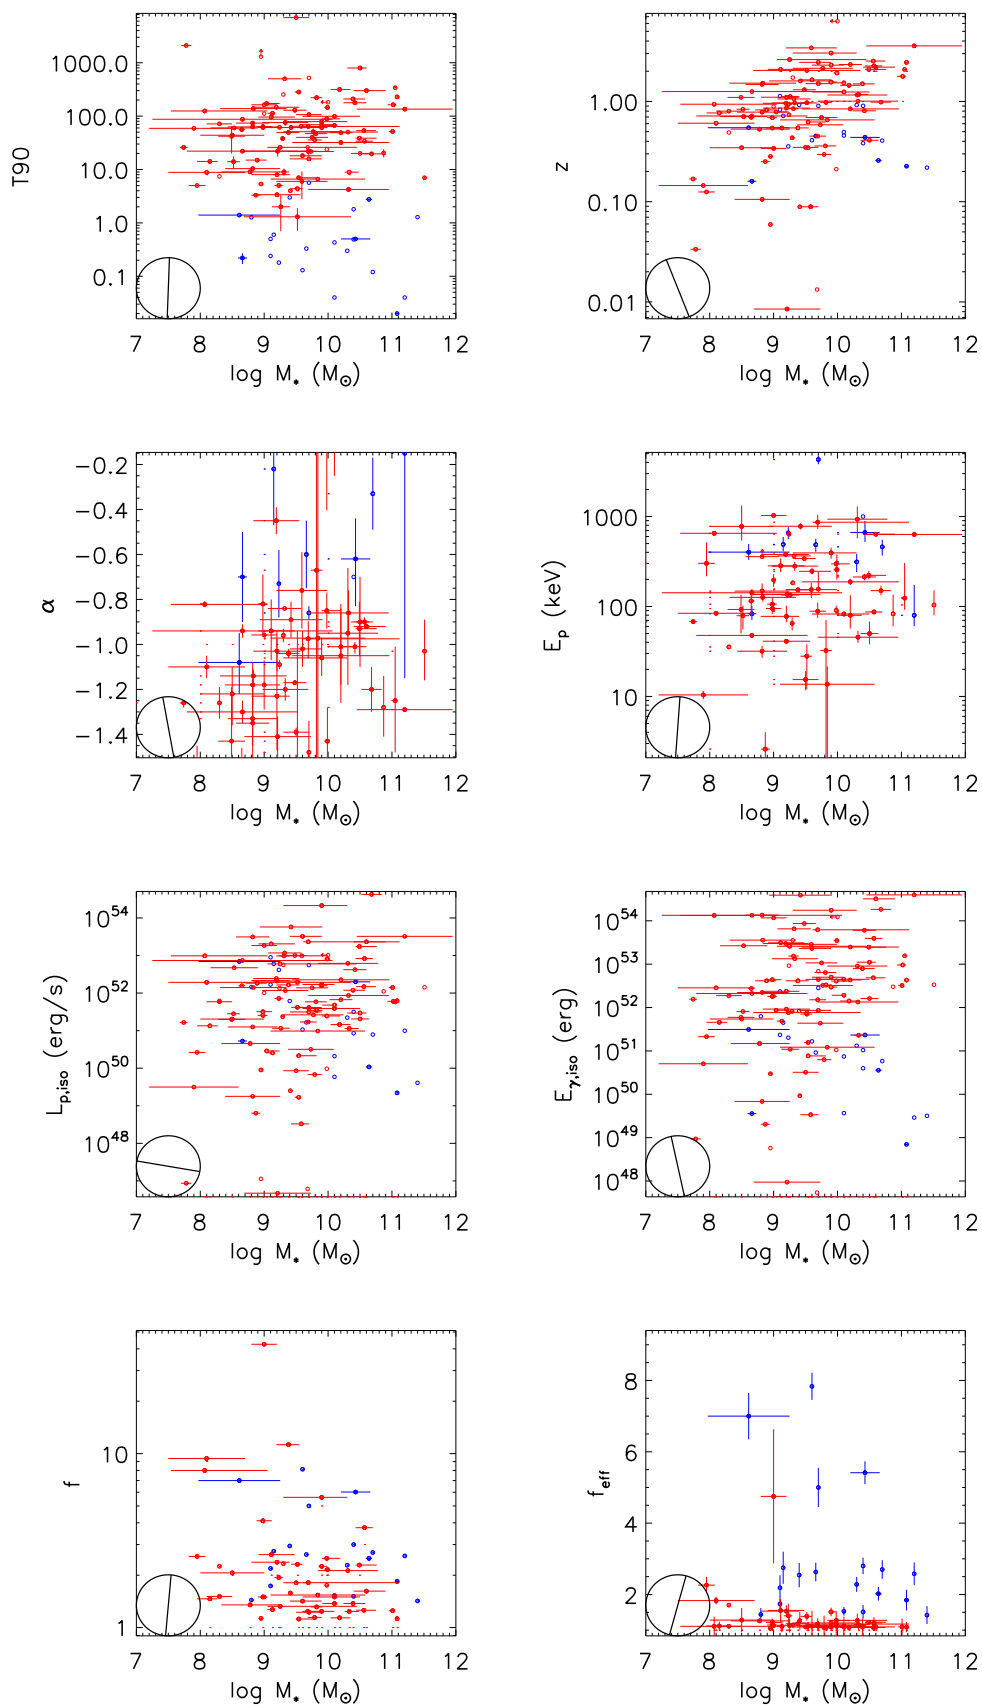 T90
1000.0
100.0
10.0
1.0
0.1
7 8 9 10 11 12
log M* (M⊙)
z
1.00
0.10
0.01
7 8 9 10 11 12
log M* (M⊙)
α
−0.2
−0.4
−0.6
−0.8
−1.0
−1.2
−1.4
7 8 9 10 11 12
log M* (M⊙)
Ep (keV)
1000
100
10
7 8 9 10 11 12
log M* (M⊙)
Lp,iso (erg/s)
10^54
10^52
10^50
10^48
7 8 9 10 11 12
log M* (M⊙)
Eγ,iso (erg)
10^54
10^53
10^52
10^51
10^50
10^49
10^48
7 8 9 10 11 12
log M* (M⊙)
f
10
1
7 8 9 10 11 12
log M* (M⊙)
feff
8
6
4
2
7 8 9 10 11 12
log M* (M⊙)